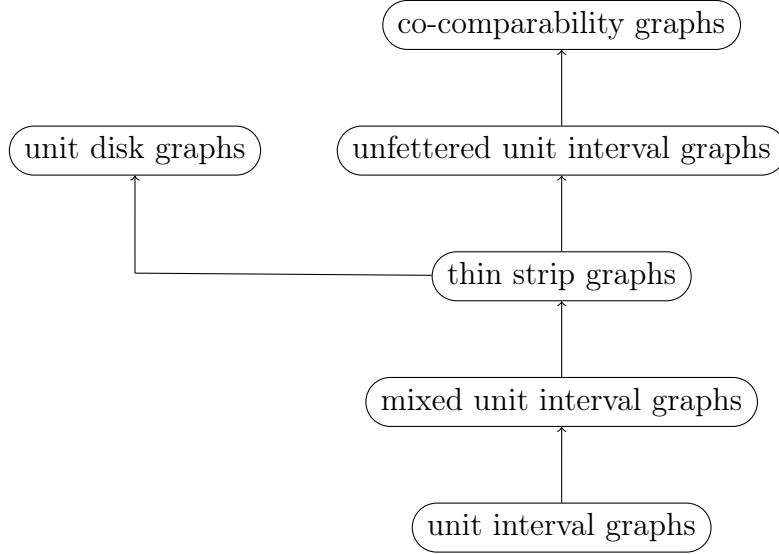 co-comparability graphs
unit disk graphs
unfettered unit interval graphs
thin strip graphs
mixed unit interval graphs
unit interval graphs